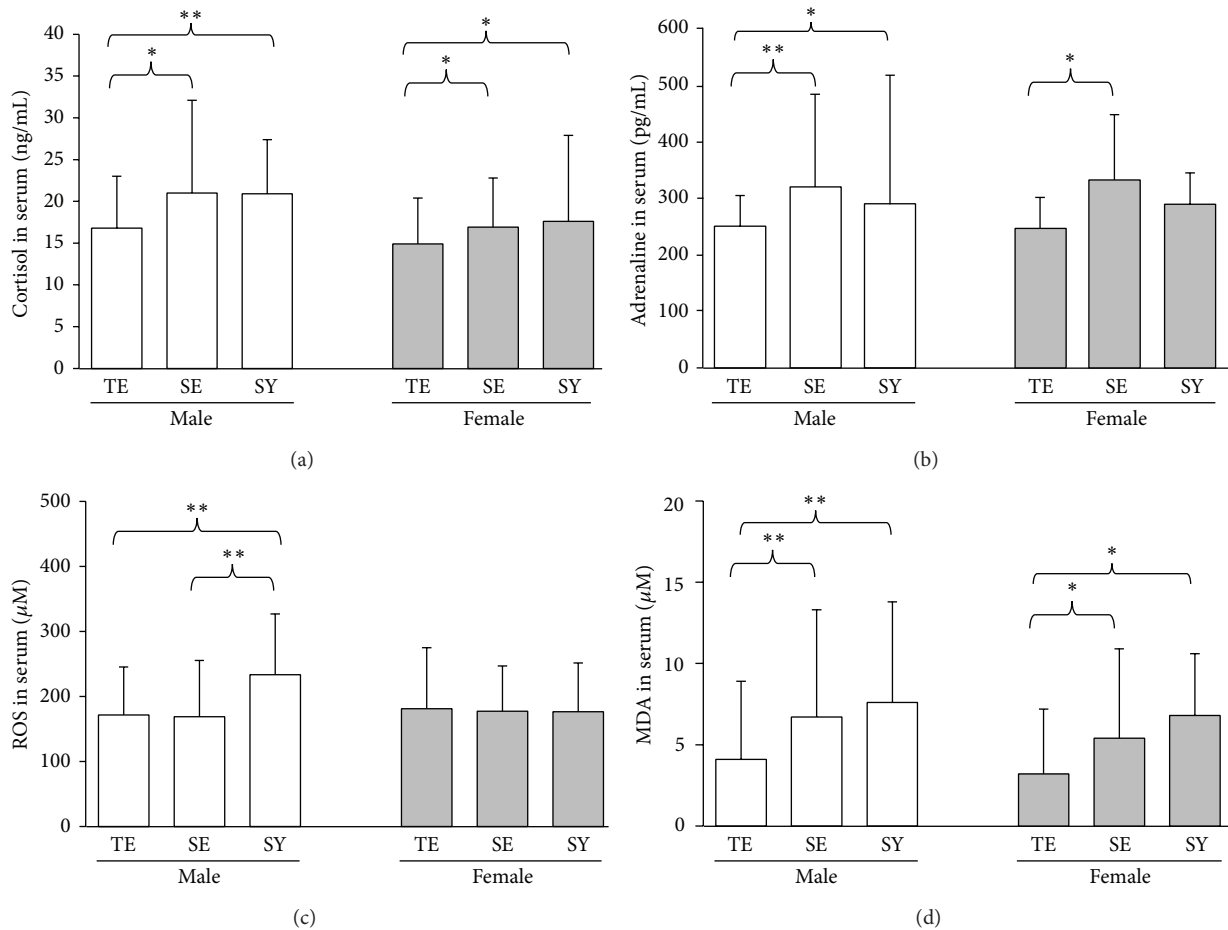 ** *
* *
40
35
30
25
20
15
10
5
0
Cortisol in serum (ng/mL)
TE SE SY TE SE SY
Male Female
(a)
* 
** *
600
500
400
300
200
100
0
Adrenaline in serum (pg/mL)
TE SE SY TE SE SY
Male Female
(b)
**
**
500
400
300
200
100
0
ROS in serum (μM)
TE SE SY TE SE SY
Male Female
(c)
** *
** *
20
15
10
5
0
MDA in serum (μM)
TE SE SY TE SE SY
Male Female
(d)